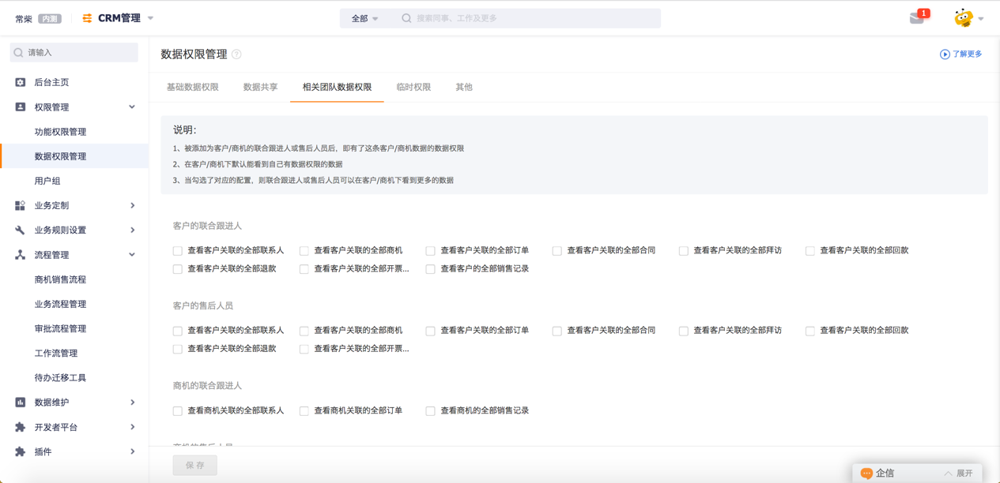 常柴 内测 CRM管理 全部 搜索同事、工作及更多 1
请输入
数据权限管理 ? 了解更多
后台主页
权限管理
功能权限管理
数据权限管理
用户组
业务定制
业务规则设置
流程管理
商机销售流程
业务流程管理
审批流程管理
工作流管理
待办迁移工具
数据维护
开发者平台
插件
基础数据权限 数据共享 相关团队数据权限 临时权限 其他
说明：
1、被添加为客户/商机的联合跟进人或售后人员后，即有了这条客户/商机数据的数据权限
2、在客户/商机下默认能看到自己有数据权限的数据
3、当勾选了对应的配置，则联合跟进人或售后人员可以在客户/商机下看到更多的数据
客户的联合跟进人
查看客户关联的全部联系人 查看客户关联的全部商机 查看客户关联的全部订单 查看客户关联的全部合同 查看客户关联的全部拜访 查看客户关联的全部回款
查看客户关联的全部退款 查看客户关联的全部开票... 查看客户的全部销售记录
客户的售后人员
查看客户关联的全部联系人 查看客户关联的全部商机 查看客户关联的全部订单 查看客户关联的全部合同 查看客户关联的全部拜访 查看客户关联的全部回款
查看客户关联的全部退款 查看客户关联的全部开票...
商机的联合跟进人
查看商机关联的全部联系人 查看商机关联的全部订单 查看商机的全部销售记录
商机的售后人员
保 存
企信 展开